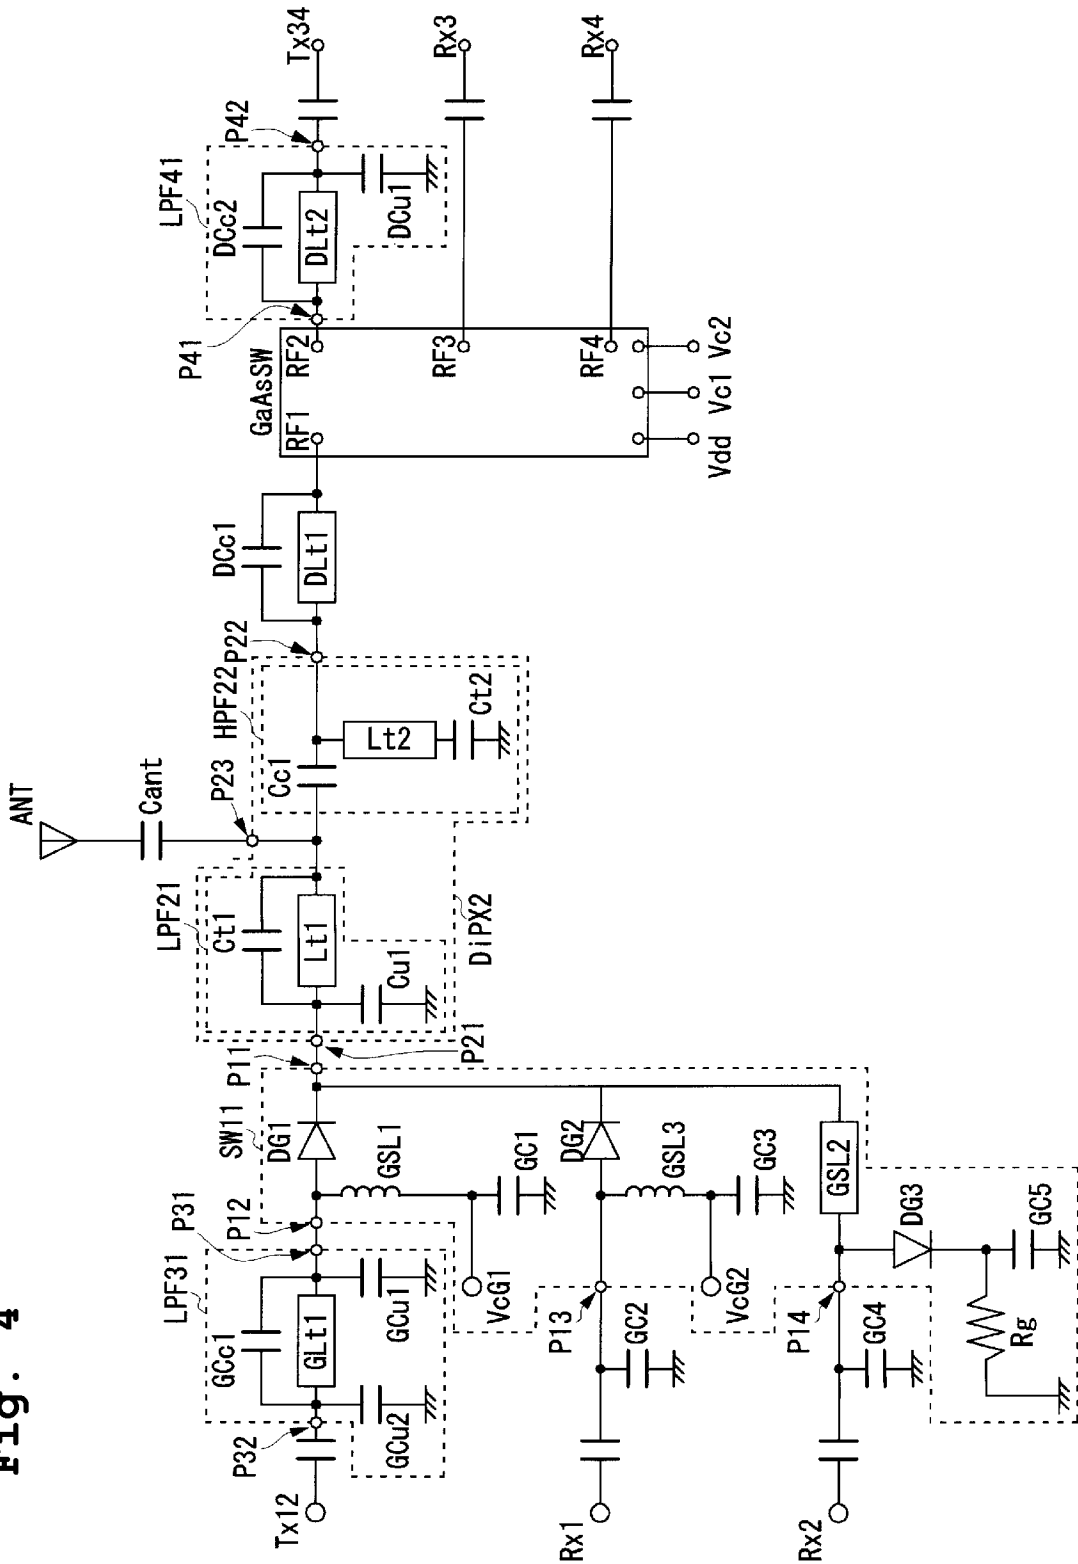 Fig. 4
ANT
Cant
P23
LPF21
Ct1
Lt1
Cu1
DiPX2
P21
P11
HPF22
Cc1
Lt2
Ct2
P22
DCc1
DLt1
GaAsSW
RF1
RF2
RF3
RF4
Vdd
Vc1
Vc2
P41
LPF41
DCc2
DLt2
DCu1
P42
Tx34
Rx3
Rx4
SW11
DG1
GSL1
GC1
VcG1
P12
P31
LPF31
GCc1
GLt1
GCu1
GCu2
P32
Tx12
DG2
GSL3
GC3
VcG2
P13
GC2
Rx1
GSL2
DG3
GC5
Rg
P14
GC4
Rx2